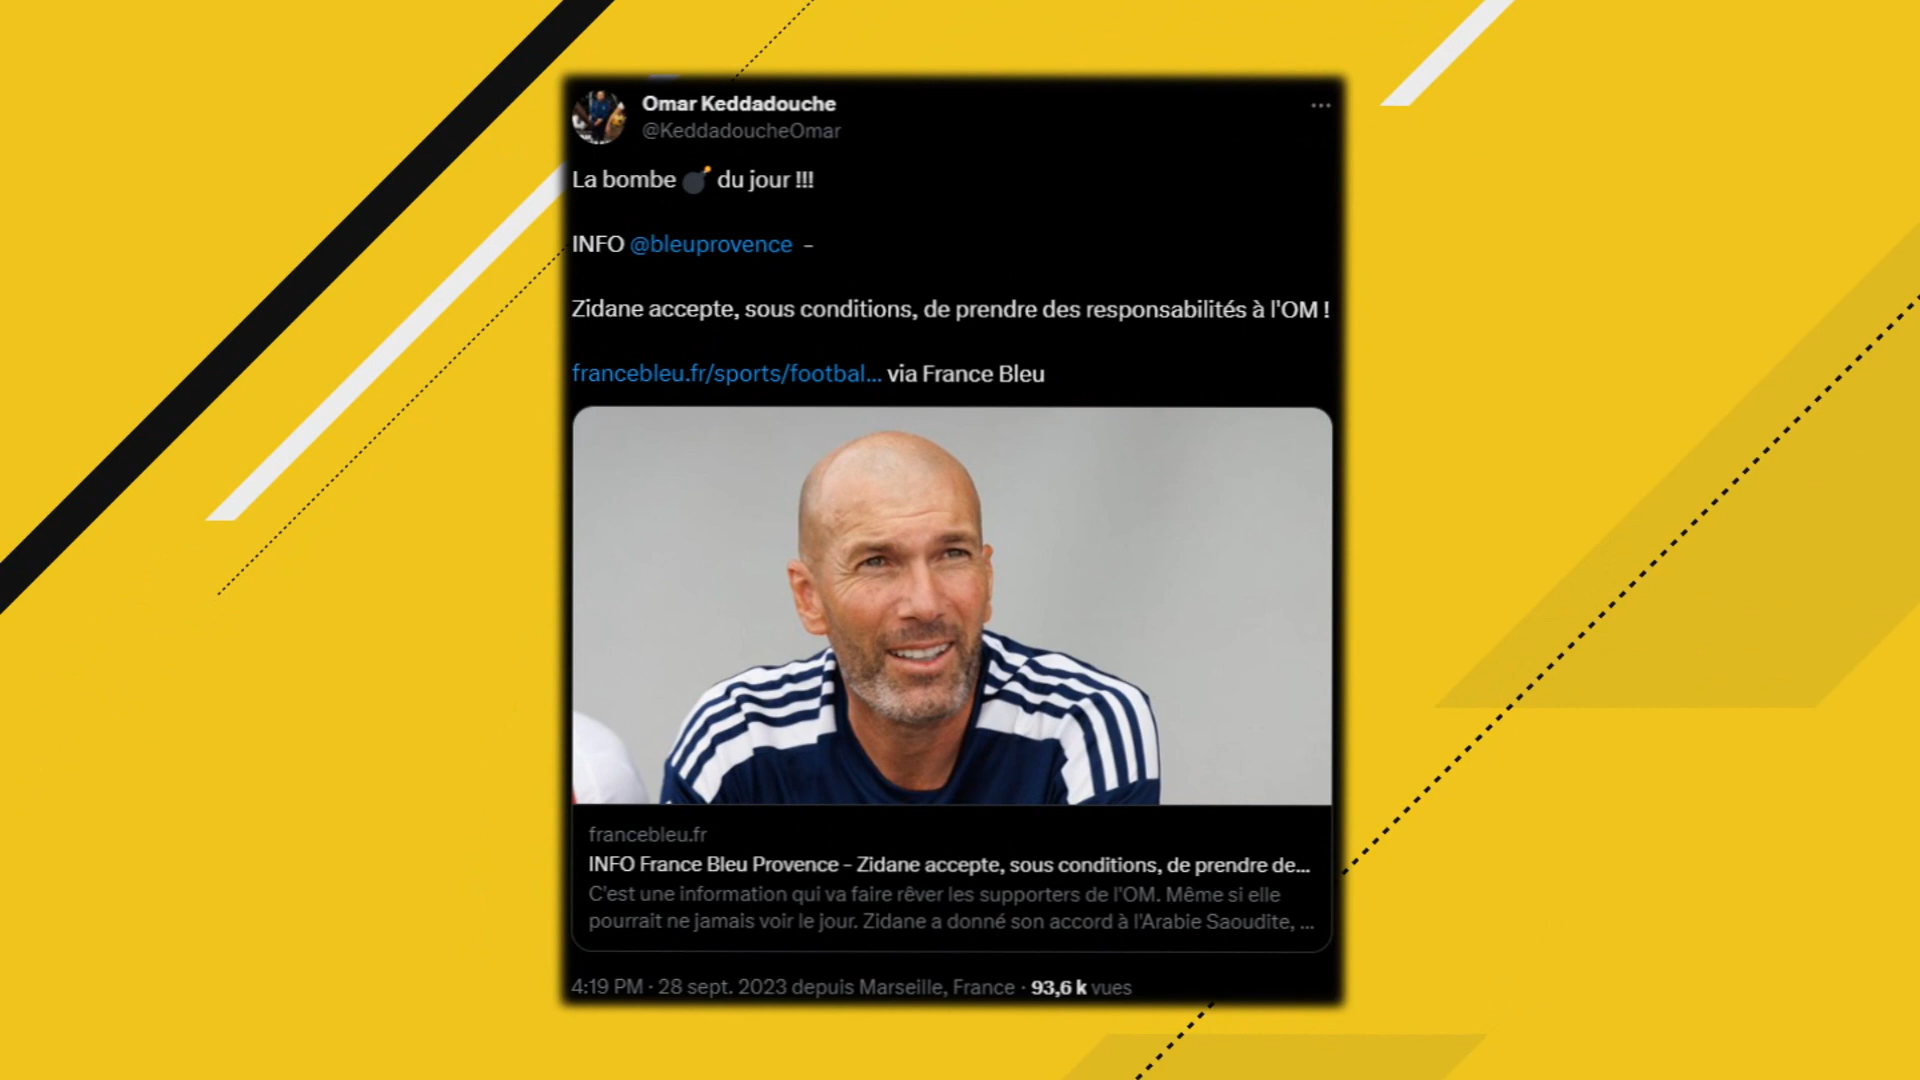 Omar Keddadouche
@KeddadoucheOmar
La bombe 💣 du jour !!!
INFO @bleuprovence –
Zidane accepte, sous conditions, de prendre des responsabilités à l'OM !
francebleu.fr/sports/footbal... via France Bleu
francebleu.fr
INFO France Bleu Provence - Zidane accepte, sous conditions, de prendre de...
C'est une information qui va faire rêver les supporters de l'OM. Même si elle
pourrait ne jamais voir le jour. Zidane a donné son accord à l'Arabie Saoudite, ...
4:19 PM · 28 sept. 2023 depuis Marseille, France · 93,6 k vues